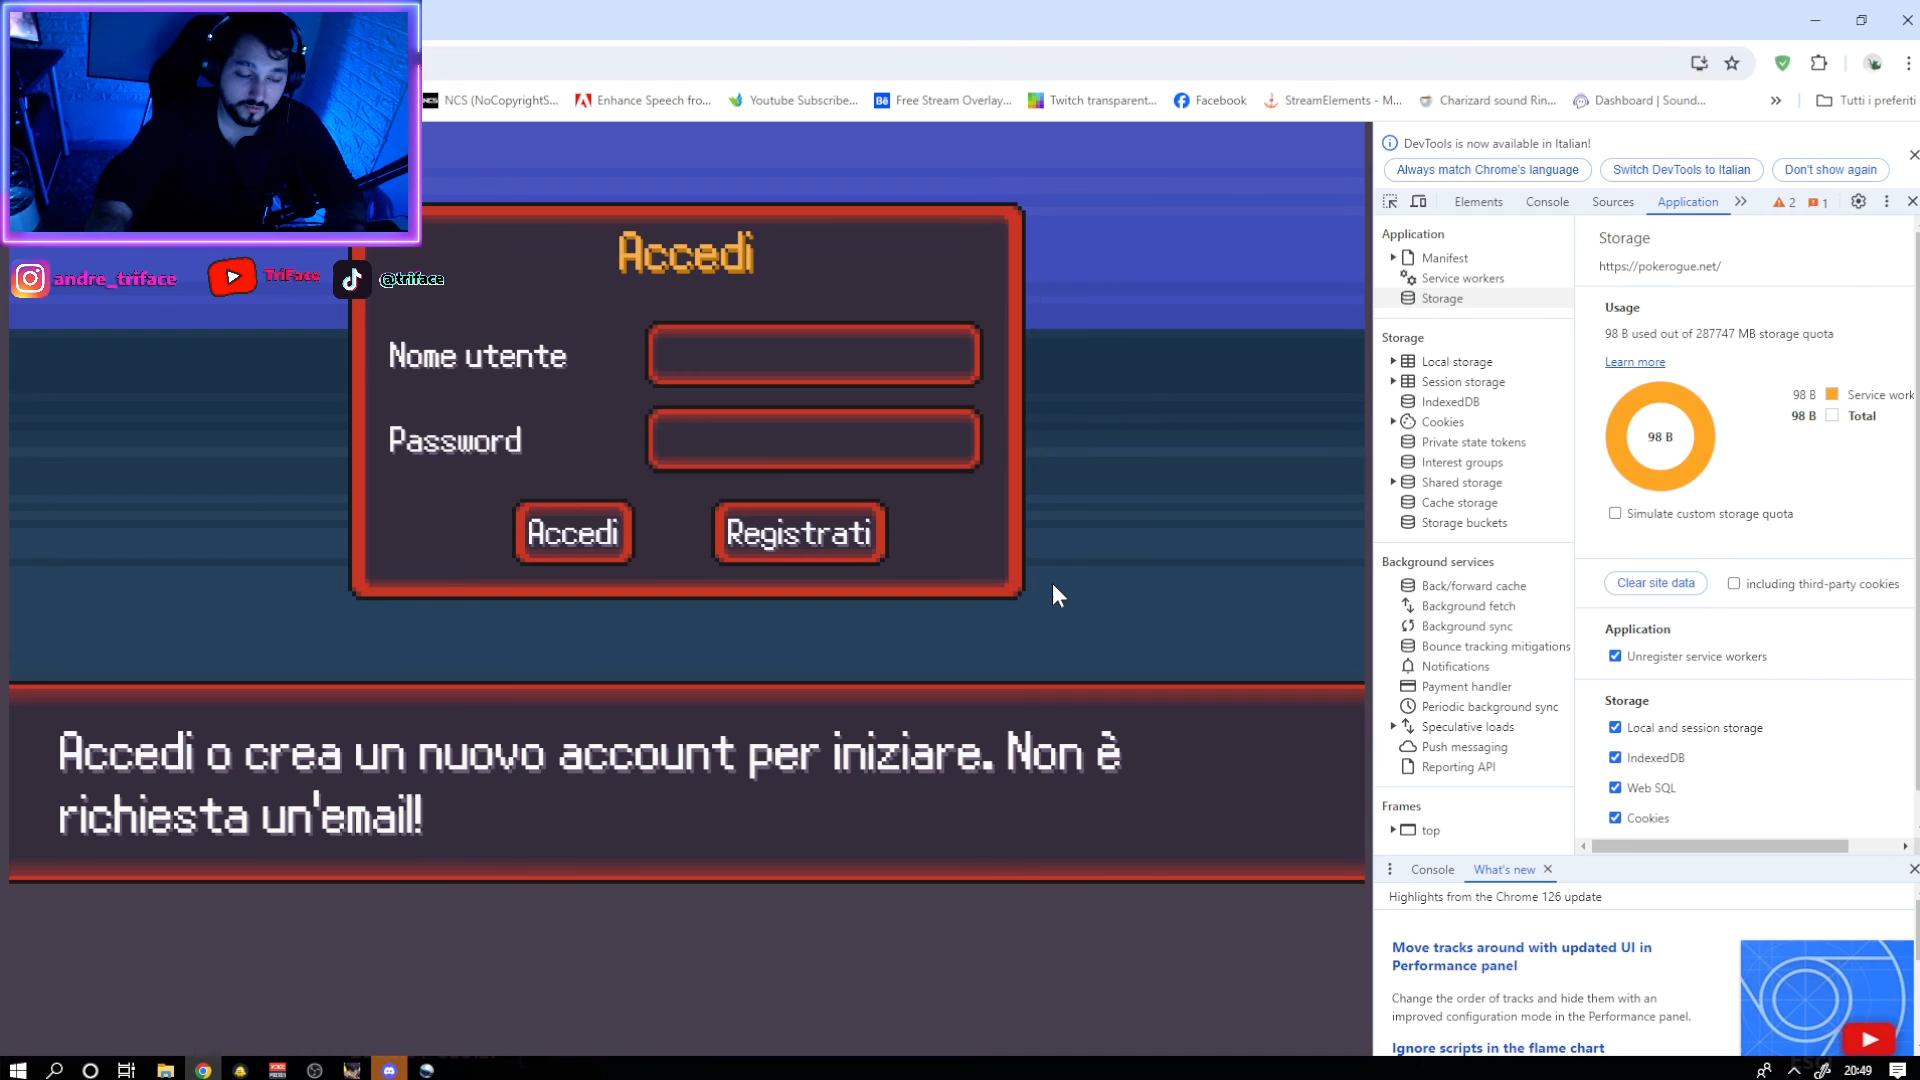 NCS (NoCopyrightS...
Enhance Speech fro...
Youtube Subscribe...
Free Stream Overlay...
Twitch transparent...
Facebook
StreamElements - M...
Charizard sound Rin...
Dashboard | Sound...
Tutti i preferiti
andre_triface
TriFace
@triface
Accedi
Nome utente
Password
Accedi
Registrati
Accedi o crea un nuovo account per iniziare. Non è
richiesta un'email!
DevTools is now available in Italian!
Always match Chrome's language
Switch DevTools to Italian
Don't show again
Elements
Console
Sources
Application
2
1
Application
Manifest
Service workers
Storage
Storage
Local storage
Session storage
IndexedDB
Cookies
Private state tokens
Interest groups
Shared storage
Cache storage
Storage buckets
Background services
Back/forward cache
Background fetch
Background sync
Bounce tracking mitigations
Notifications
Payment handler
Periodic background sync
Speculative loads
Push messaging
Reporting API
Frames
top
Storage
https://pokerogue.net/
Usage
98 B used out of 287747 MB storage quota
Learn more
98 B
98 B Service work
98 B Total
Simulate custom storage quota
Clear site data
including third-party cookies
Application
Unregister service workers
Storage
Local and session storage
IndexedDB
Web SQL
Cookies
Console
What's new
Highlights from the Chrome 126 update
Move tracks around with updated UI in
Performance panel
Change the order of tracks and hide them with an
improved configuration mode in the Performance panel.
Ignore scripts in the flame chart
20:49